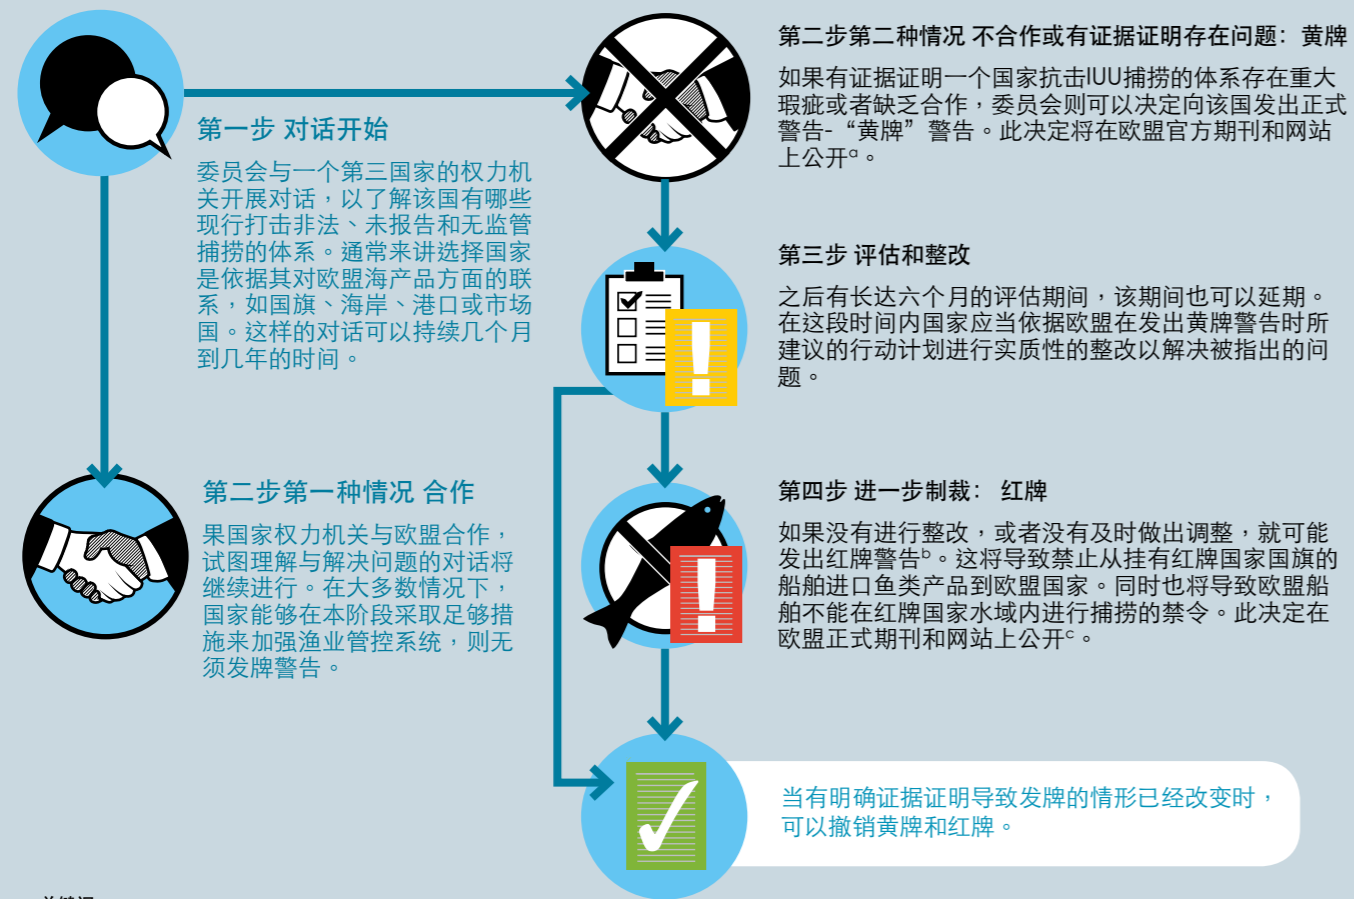 第一步 对话开始
委员会与一个第三国家的权力机
关开展对话，以了解该国有哪些
现行打击非法、未报告和无监管
捕捞的体系。通常来讲选择国家
是依据其对欧盟海产品方面的联
系，如国旗、海岸、港口或市场
国。这样的对话可以持续几个月
到几年的时间。
第二步第一种情况 合作
果国家权力机关与欧盟合作，
试图理解与解决问题的对话将
继续进行。在大多数情况下，
国家能够在本阶段采取足够措
施来加强渔业管控系统，则无
须发牌警告。
第二步第二种情况 不合作或有证据证明存在问题：黄牌
如果有证据证明一个国家抗击IUU捕捞的体系存在重大
瑕疵或者缺乏合作，委员会则可以决定向该国发出正式
警告-“黄牌”警告。此决定将在欧盟官方期刊和网站
上公开ᵃ。
第三步 评估和整改
之后有长达六个月的评估期间，该期间也可以延期。
在这段时间内国家应当依据欧盟在发出黄牌警告时所
建议的行动计划进行实质性的整改以解决被指出的问
题。
第四步 进一步制裁： 红牌
如果没有进行整改，或者没有及时做出调整，就可能
发出红牌警告ᵇ。这将导致禁止从挂有红牌国家国旗的
船舶进口鱼类产品到欧盟国家。同时也将导致欧盟船
舶不能在红牌国家水域内进行捕捞的禁令。此决定在
欧盟正式期刊和网站上公开ᶜ。
当有明确证据证明导致发牌的情形已经改变时，
可以撤销黄牌和红牌。